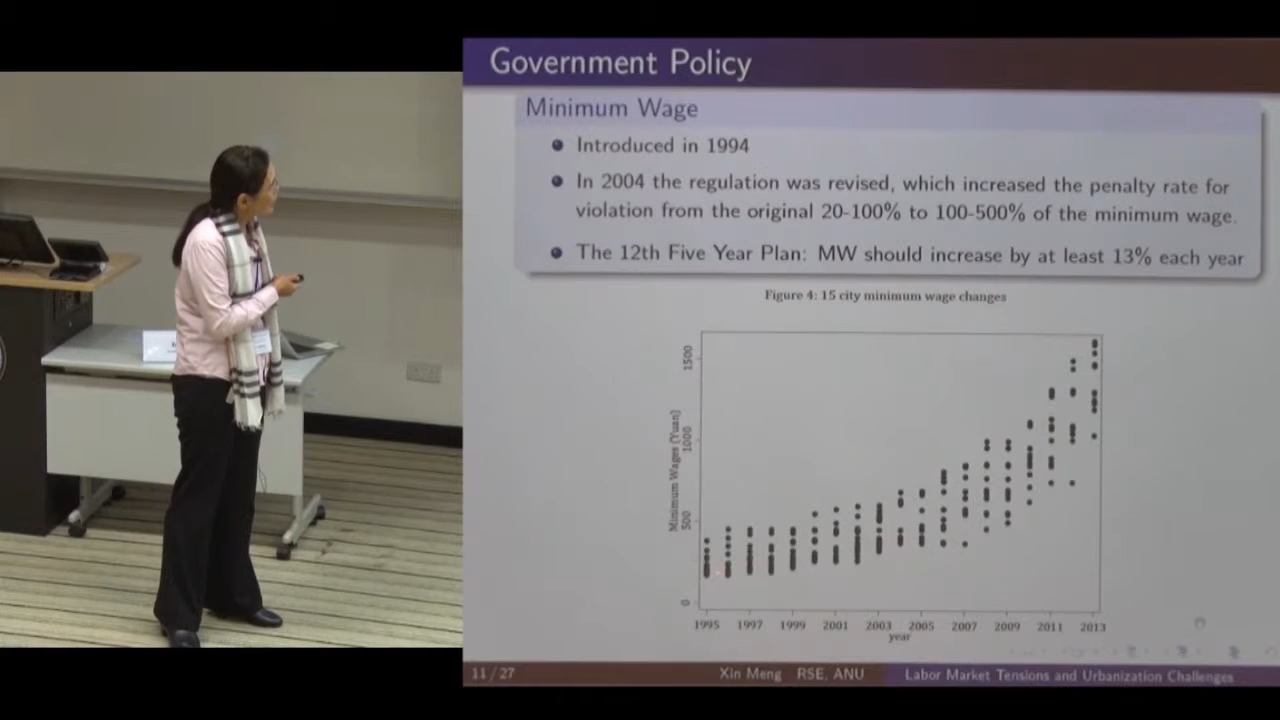 Government Policy
Minimum Wage
Introduced in 1994
In 2004 the regulation was revised, which increased the penalty rate for
violation from the original 20-100% to 100-500% of the minimum wage.
The 12th Five Year Plan: MW should increase by at least 13% each year
Figure 4: 15 city minimum wage changes
Minimum Wages (Yuan)
1500
1000
500
0
1995 1997 1999 2001 2003 2005 2007 2009 2011 2013
year
11 / 27 Xin Meng RSE, ANU Labor Market Tensions and Urbanization Challenges